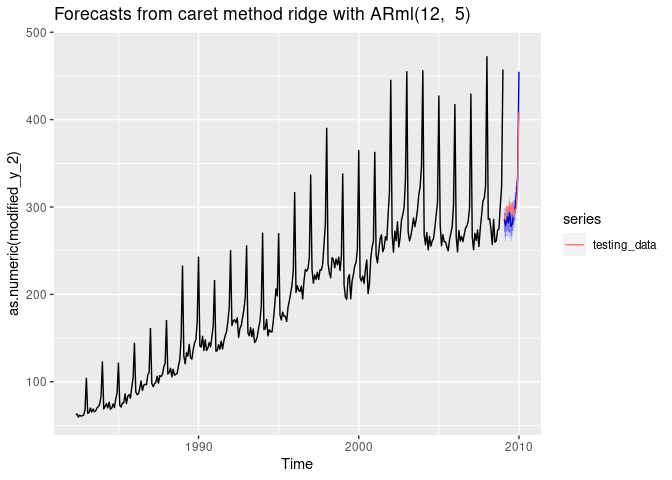 Forecasts from caret method ridge with ARml(12,  5)
500
400
300
200
100
as.numeric(modified_y_2)
1990
2000
2010
Time
series
testing_data